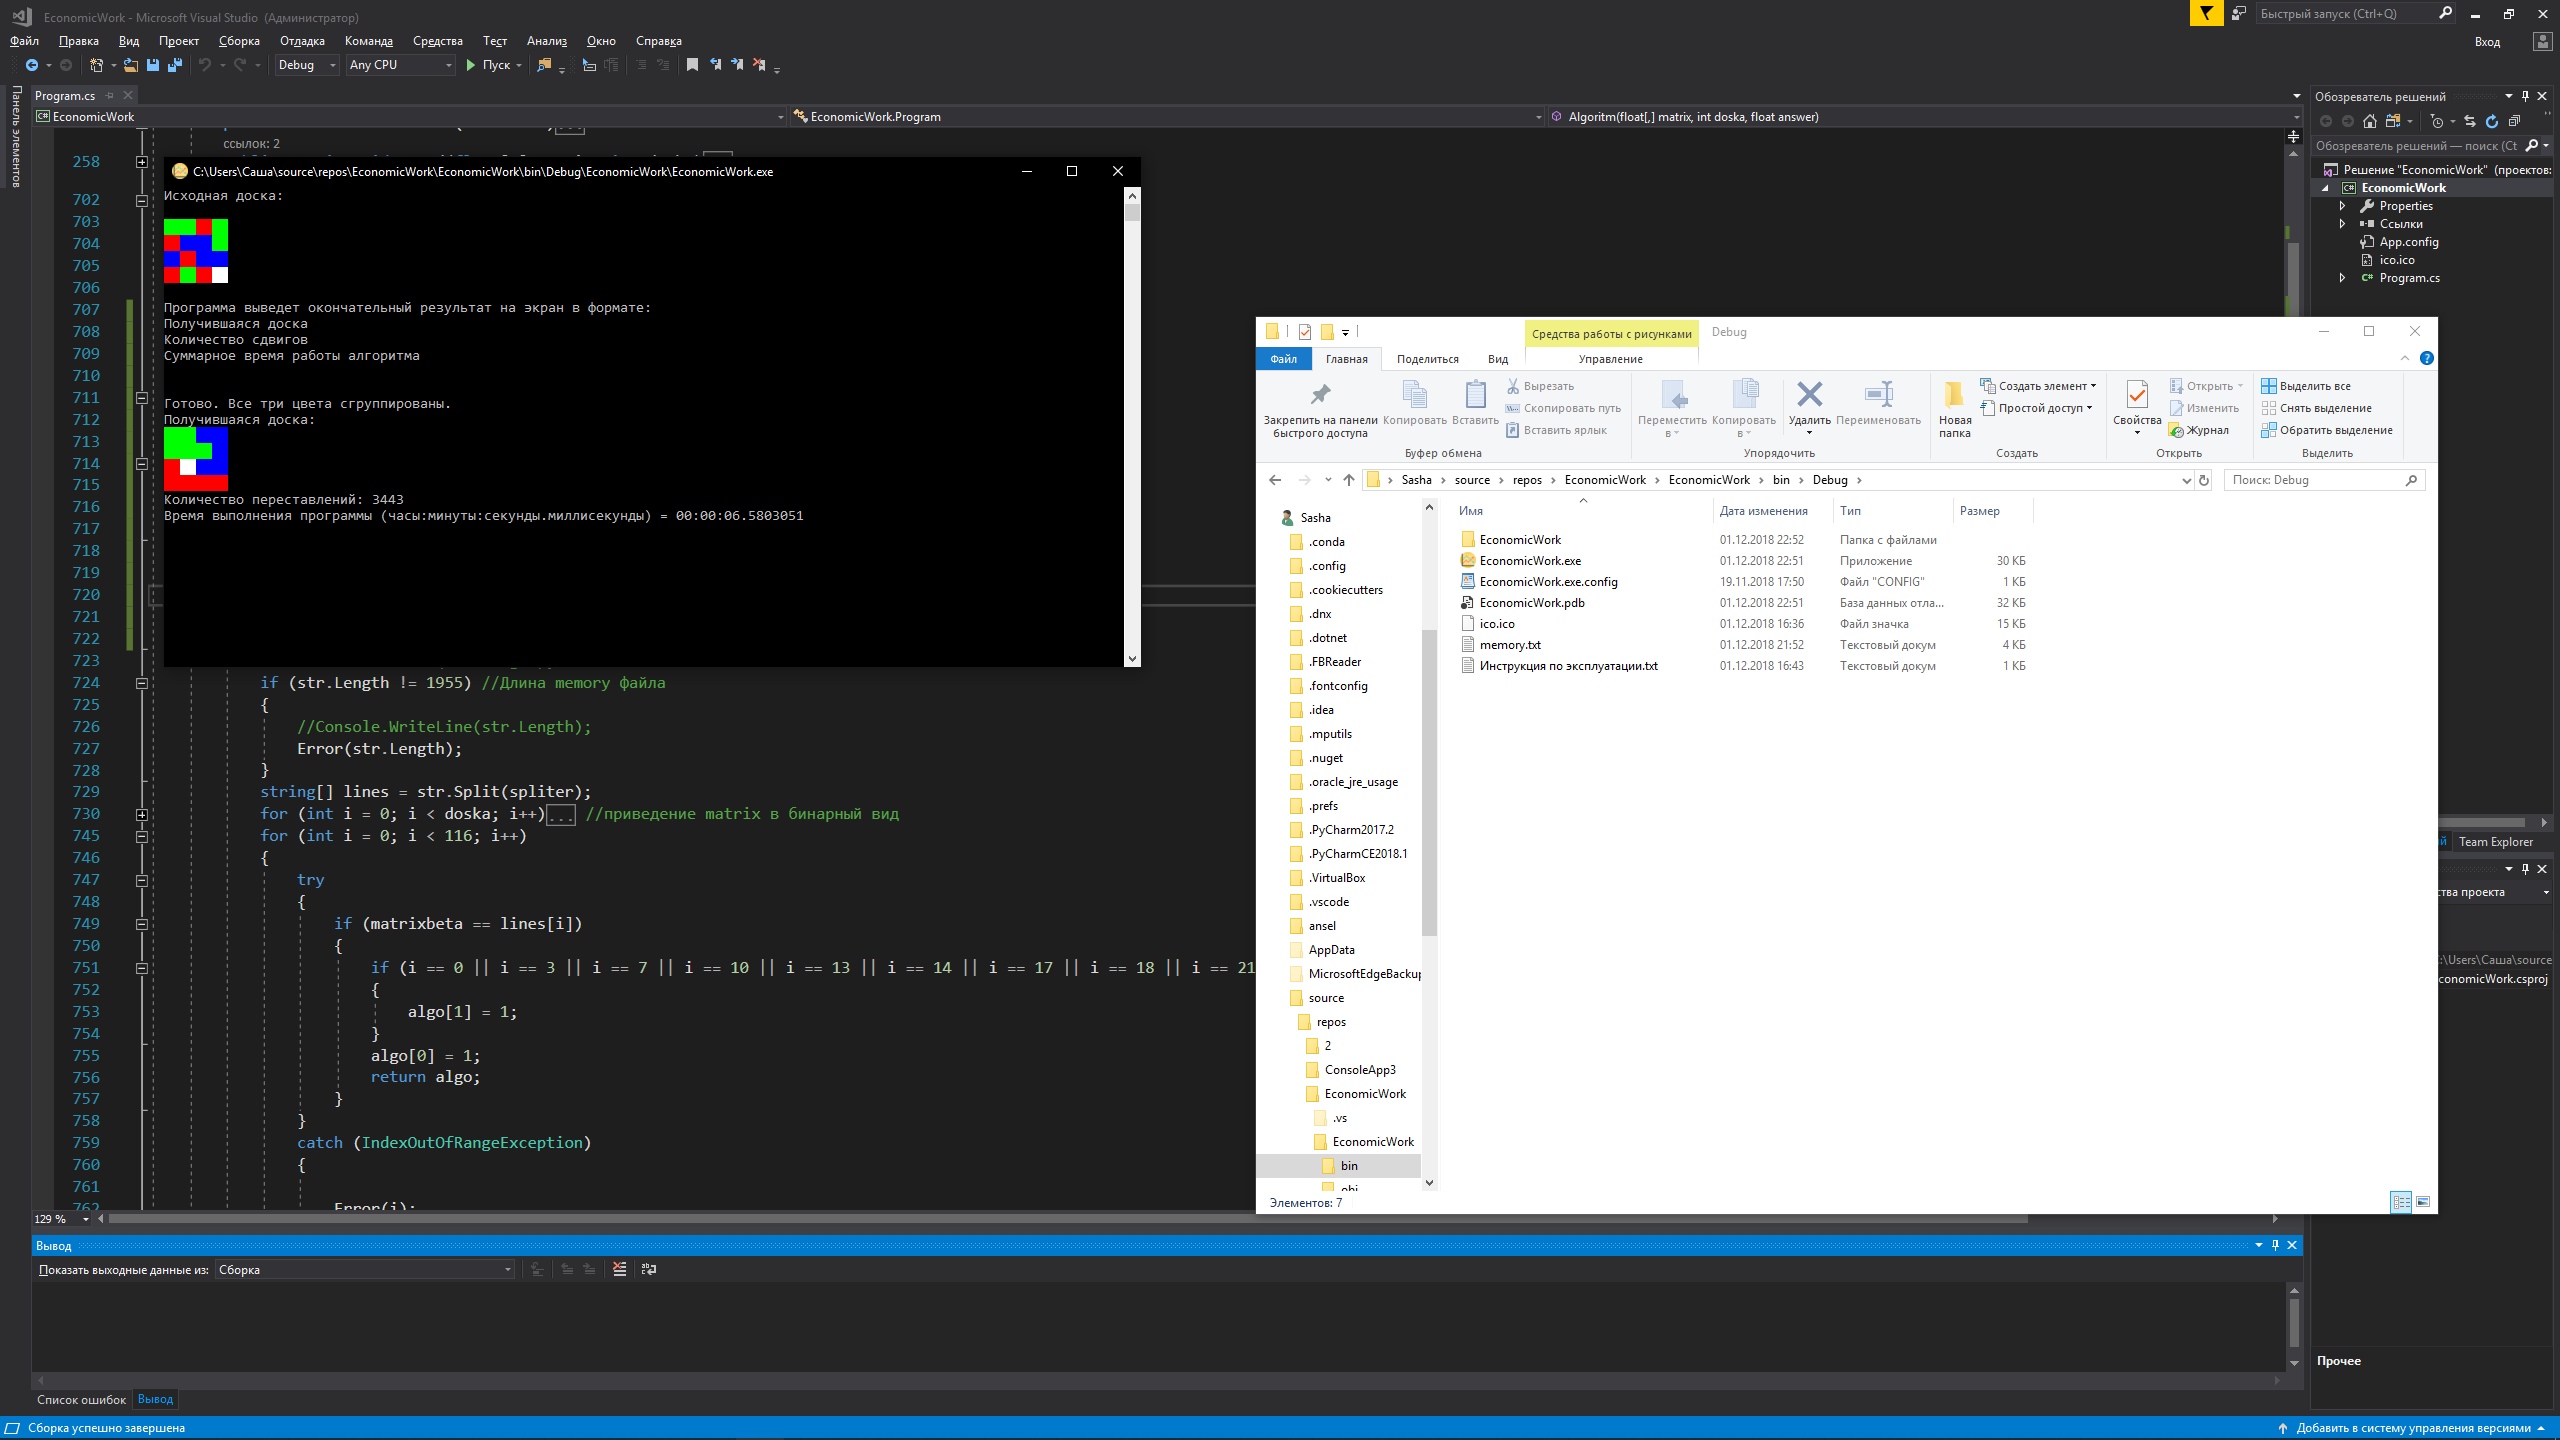 EconomicWork - Microsoft Visual Studio (Администратор)
Быстрый запуск (Ctrl+Q)
Файл Правка Вид Проект Сборка Отладка Команда Средства Тест Анализ Окно Справка
Вход
Debug Any CPU Пуск
Панель элементов
Program.cs
EconomicWork EconomicWork.Program Algoritm(float[,] matrix, int doska, float answer)
ссылок: 2
258
702
703
704
705
706
707
708
709
710
711
712
713
714
715
716
717
718
719
720
721
722
723
C:\Users\Саша\source\repos\EconomicWork\EconomicWork\bin\Debug\EconomicWork\EconomicWork.exe
Исходная доска:
Программа выведет окончательный результат на экран в формате:
Получившаяся доска
Количество сдвигов
Суммарное время работы алгоритма
Готово. Все три цвета сгруппированы.
Получившаяся доска:
Количество переставлений: 3443
Время выполнения программы (часы:минуты:секунды.миллисекунды) = 00:00:06.5803051
724 if (str.Length != 1955) //Длина memory файла
725 {
726 //Console.WriteLine(str.Length);
727 Error(str.Length);
728 }
729 string[] lines = str.Split(spliter);
730 for (int i = 0; i < doska; i++)... //приведение matrix в бинарный вид
745 for (int i = 0; i < 116; i++)
746 {
747 try
748 {
749 if (matrixbeta == lines[i])
750 {
751 if (i == 0 || i == 3 || i == 7 || i == 10 || i == 13 || i == 14 || i == 17 || i == 18 || i == 21
752 {
753 algo[1] = 1;
754 }
755 algo[0] = 1;
756 return algo;
757 }
758 }
759 catch (IndexOutOfRangeException)
760 {
761
762 Error(i);
129 %
Вывод
Показать выходные данные из: Сборка
Список ошибок Вывод
Сборка успешно завершена
Добавить в систему управления версиями
Обозреватель решений
Обозреватель решений — поиск (Ct
Решение "EconomicWork" (проектов:
EconomicWork
Properties
Ссылки
App.config
ico.ico
Program.cs
Средства работы с рисунками Debug
Файл Главная Поделиться Вид Управление
Закрепить на панели быстрого доступа
Копировать
Вставить
Вырезать
Скопировать путь
Вставить ярлык
Буфер обмена
Переместить в
Копировать в
Удалить
Переименовать
Упорядочить
Новая папка
Создать элемент
Простой доступ
Создать
Свойства
Открыть
Изменить
Журнал
Открыть
Выделить все
Снять выделение
Обратить выделение
Выделить
Sasha source repos EconomicWork EconomicWork bin Debug
Поиск: Debug
Sasha
.conda
.config
.cookiecutters
.dnx
.dotnet
.FBReader
.fontconfig
.idea
.mputils
.nuget
.oracle_jre_usage
.prefs
.PyCharm2017.2
.PyCharmCE2018.1
.VirtualBox
.vscode
ansel
AppData
MicrosoftEdgeBackup
source
repos
2
ConsoleApp3
EconomicWork
.vs
EconomicWork
bin
obj
Имя Дата изменения Тип Размер
EconomicWork 01.12.2018 22:52 Папка с файлами
EconomicWork.exe 01.12.2018 22:51 Приложение 30 КБ
EconomicWork.exe.config 19.11.2018 17:50 Файл "CONFIG" 1 КБ
EconomicWork.pdb 01.12.2018 22:51 База данных отла... 32 КБ
ico.ico 01.12.2018 16:36 Файл значка 15 КБ
memory.txt 01.12.2018 21:52 Текстовый докум 4 КБ
Инструкция по эксплуатации.txt 01.12.2018 16:43 Текстовый докум 1 КБ
Элементов: 7
й Team Explorer
тва проекта
:\Users\Саша\source
conomicWork.csproj
Прочее